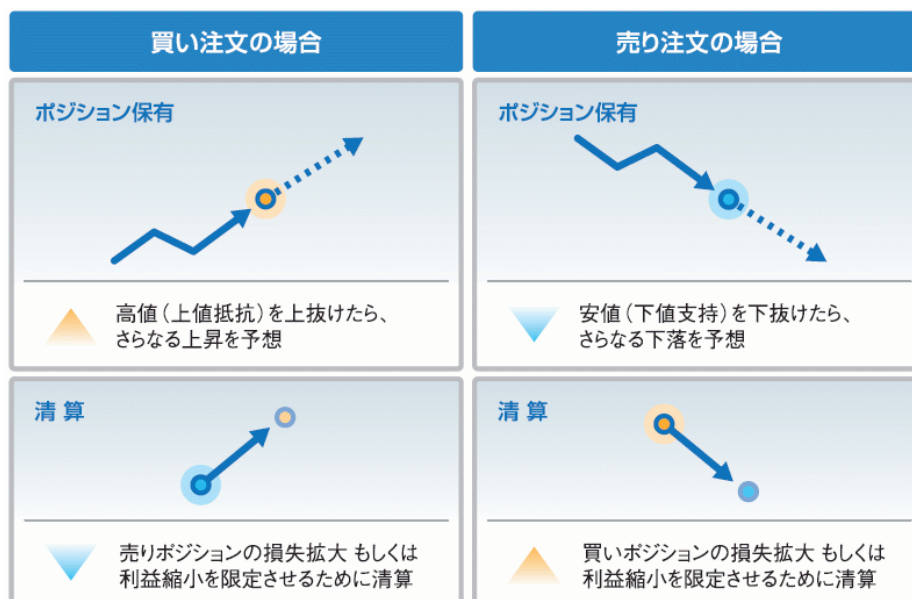 買い注文の場合
売り注文の場合
ポジション保有
高値（上値抵抗）を上抜けたら、
さらなる上昇を予想
ポジション保有
安値（下値支持）を下抜けたら、
さらなる下落を予想
清算
売りポジションの損失拡大 もしくは
利益縮小を限定させるために清算
清算
買いポジションの損失拡大 もしくは
利益縮小を限定させるために清算